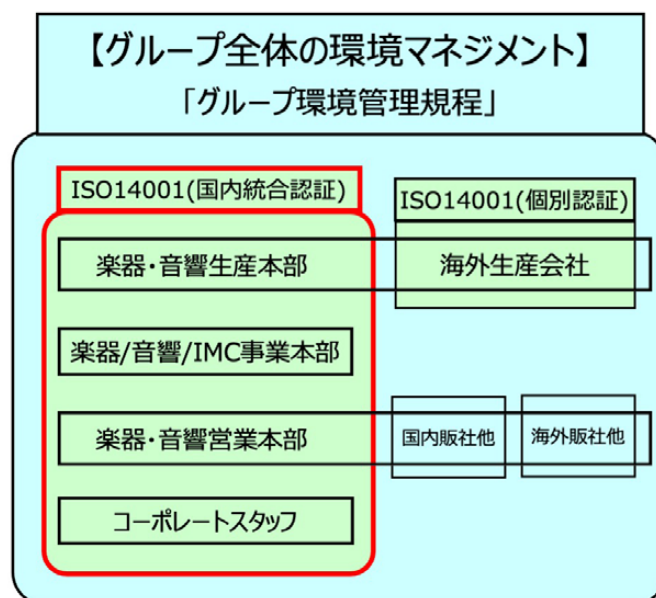 【グループ全体の環境マネジメント】
「グループ環境管理規程」
ISO14001(国内統合認証)
ISO14001(個別認証)
楽器・音響生産本部
海外生産会社
楽器/音響/IMC事業本部
楽器・音響営業本部
国内販社他
海外販社他
コーポレートスタッフ